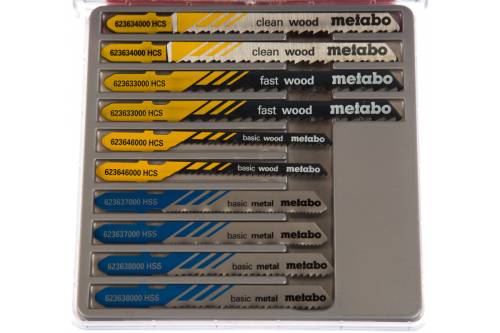 623634000 HCS clean wood metabo
623634000 HCS clean wood metabo
623633000 HCS fast wood metabo
623633000 HCS fast wood metabo
623646000 HCS basic wood metabo
623646000 HCS basic wood metabo
623637000 HSS basic metal metabo
623637000 HSS basic metal metabo
623638000 HSS basic metal metabo
623638000 HSS basic metal metabo